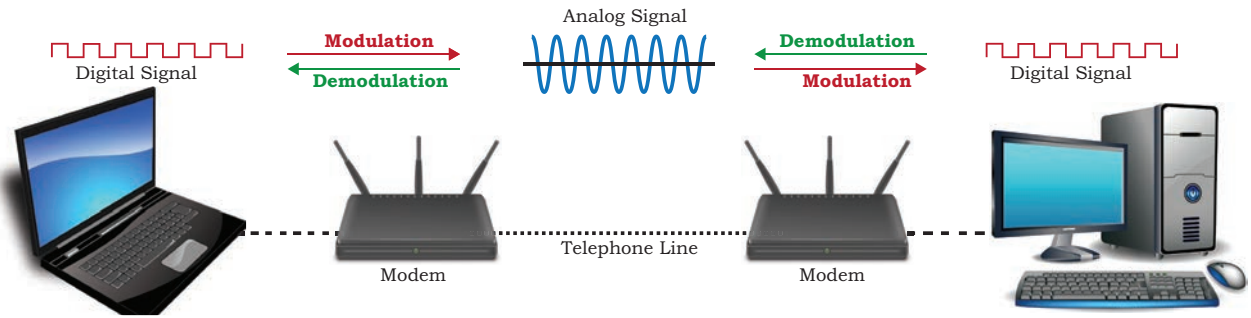 Analog Signal
Modulation
Demodulation
Digital Signal
Demodulation
Modulation
Digital Signal
Telephone Line
Modem
Modem